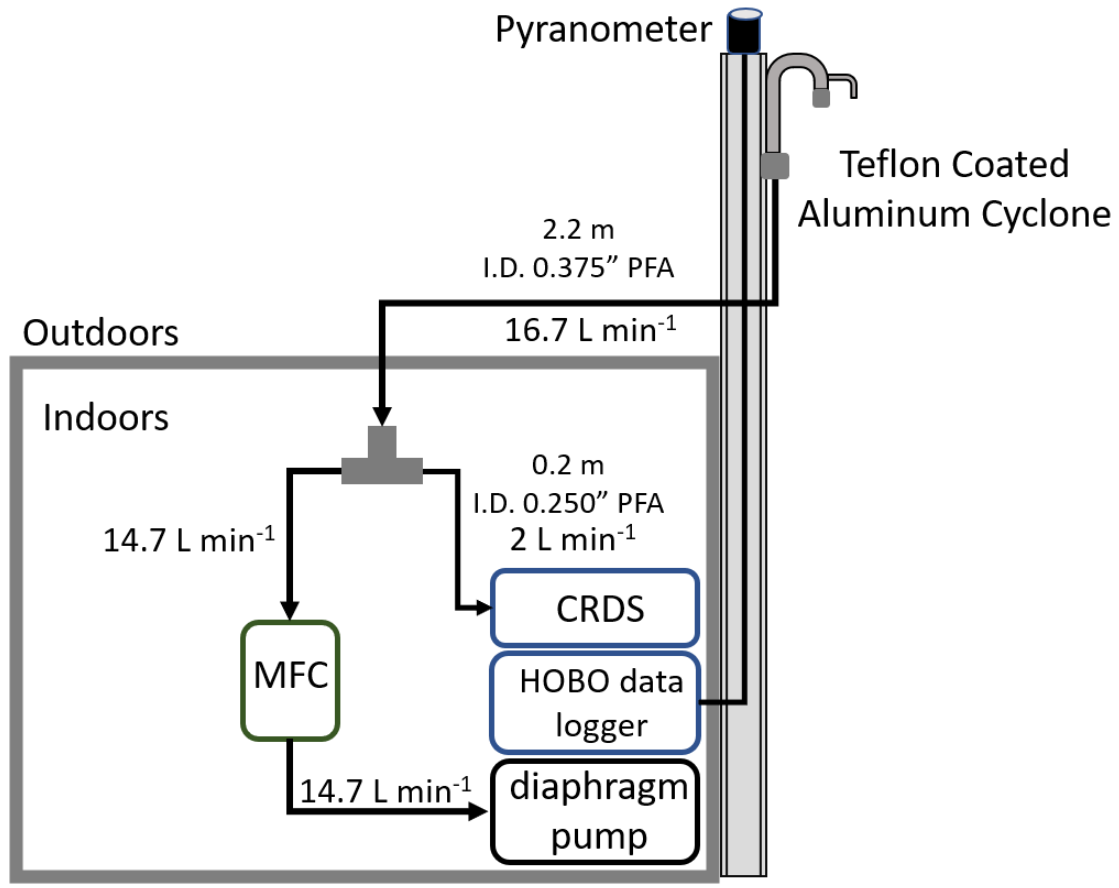 Pyranometer
Teflon Coated
Aluminum Cyclone
2.2 m
I.D. 0.375” PFA
16.7 L min⁻¹
Outdoors
Indoors
0.2 m
I.D. 0.250” PFA
2 L min⁻¹
14.7 L min⁻¹
CRDS
MFC
HOBO data
logger
14.7 L min⁻¹
diaphragm
pump